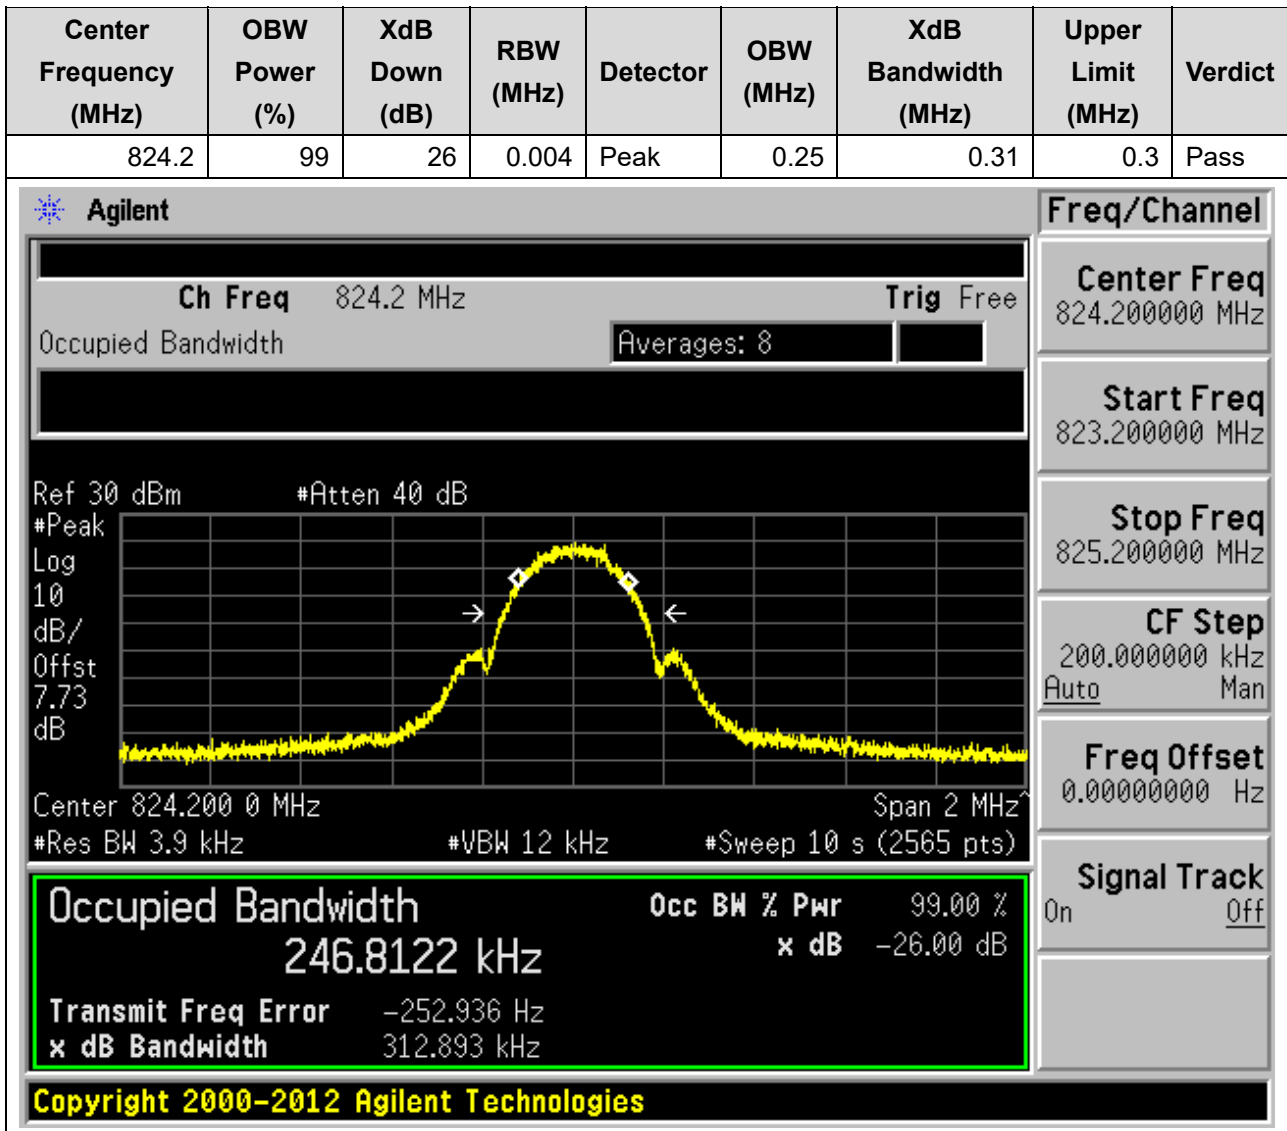 Center Frequency (MHz) OBW Power (%) XdB Down (dB) RBW (MHz) Detector OBW (MHz) XdB Bandwidth (MHz) Upper Limit (MHz) Verdict
824.2 99 26 0.004 Peak 0.25 0.31 0.3 Pass
Agilent
Freq/Channel
Ch Freq 824.2 MHz Trig Free
Occupied Bandwidth Averages: 8
Ref 30 dBm #Atten 40 dB
#Peak
Log
10
dB/
Offst
7.73
dB
Center 824.200 0 MHz Span 2 MHz^
#Res BW 3.9 kHz #VBW 12 kHz #Sweep 10 s (2565 pts)
Occupied Bandwidth Occ BW % Pwr 99.00 %
246.8122 kHz x dB -26.00 dB
Transmit Freq Error -252.936 Hz
x dB Bandwidth 312.893 kHz
Center Freq
824.200000 MHz
Start Freq
823.200000 MHz
Stop Freq
825.200000 MHz
CF Step
200.000000 kHz
Auto Man
Freq Offset
0.00000000 Hz
Signal Track
On Off
Copyright 2000-2012 Agilent Technologies